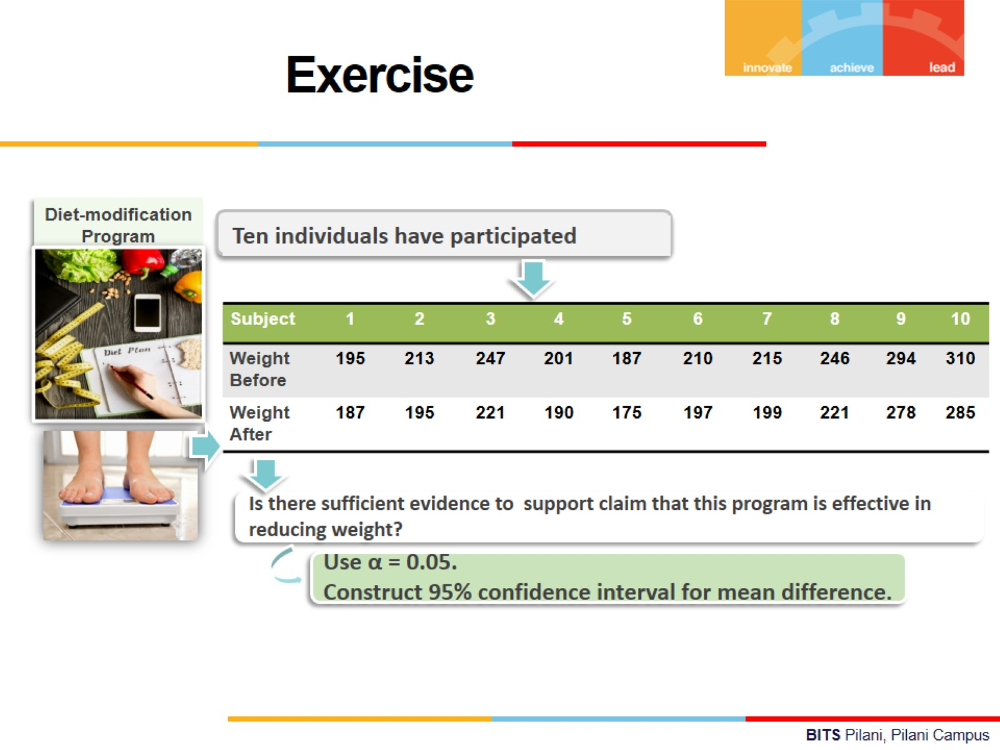 innovate achieve lead
Exercise
Diet-modification
Program
Ten individuals have participated
Diet Plan
Subject 1 2 3 4 5 6 7 8 9 10
Weight Before 195 213 247 201 187 210 215 246 294 310
Weight After 187 195 221 190 175 197 199 221 278 285
Is there sufficient evidence to  support claim that this program is effective in
reducing weight?
Use α = 0.05.
Construct 95% confidence interval for mean difference.
BITS Pilani, Pilani Campus